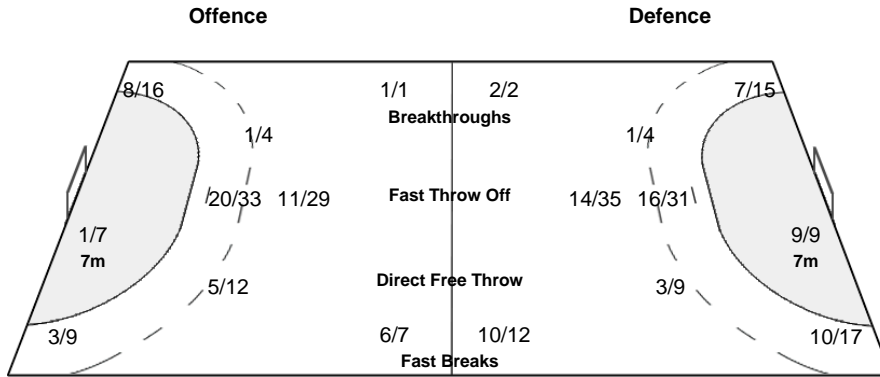 Offence Defence
8/16 1/1 2/2 7/15
Breakthroughs
1/4 1/4
20/33 11/29 Fast Throw Off 14/35 16/31
1/7 9/9
7m 7m
5/12 Direct Free Throw 3/9
3/9 6/7 10/12 10/17
Fast Breaks